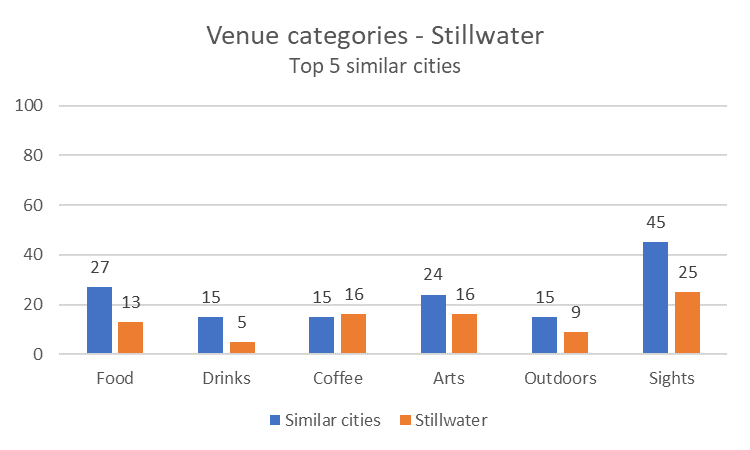 Venue categories - Stillwater
Top 5 similar cities
100
80
60
40
20
0
27
13
15
5
15
16
24
16
15
9
45
25
Food
Drinks
Coffee
Arts
Outdoors
Sights
Similar cities
Stillwater